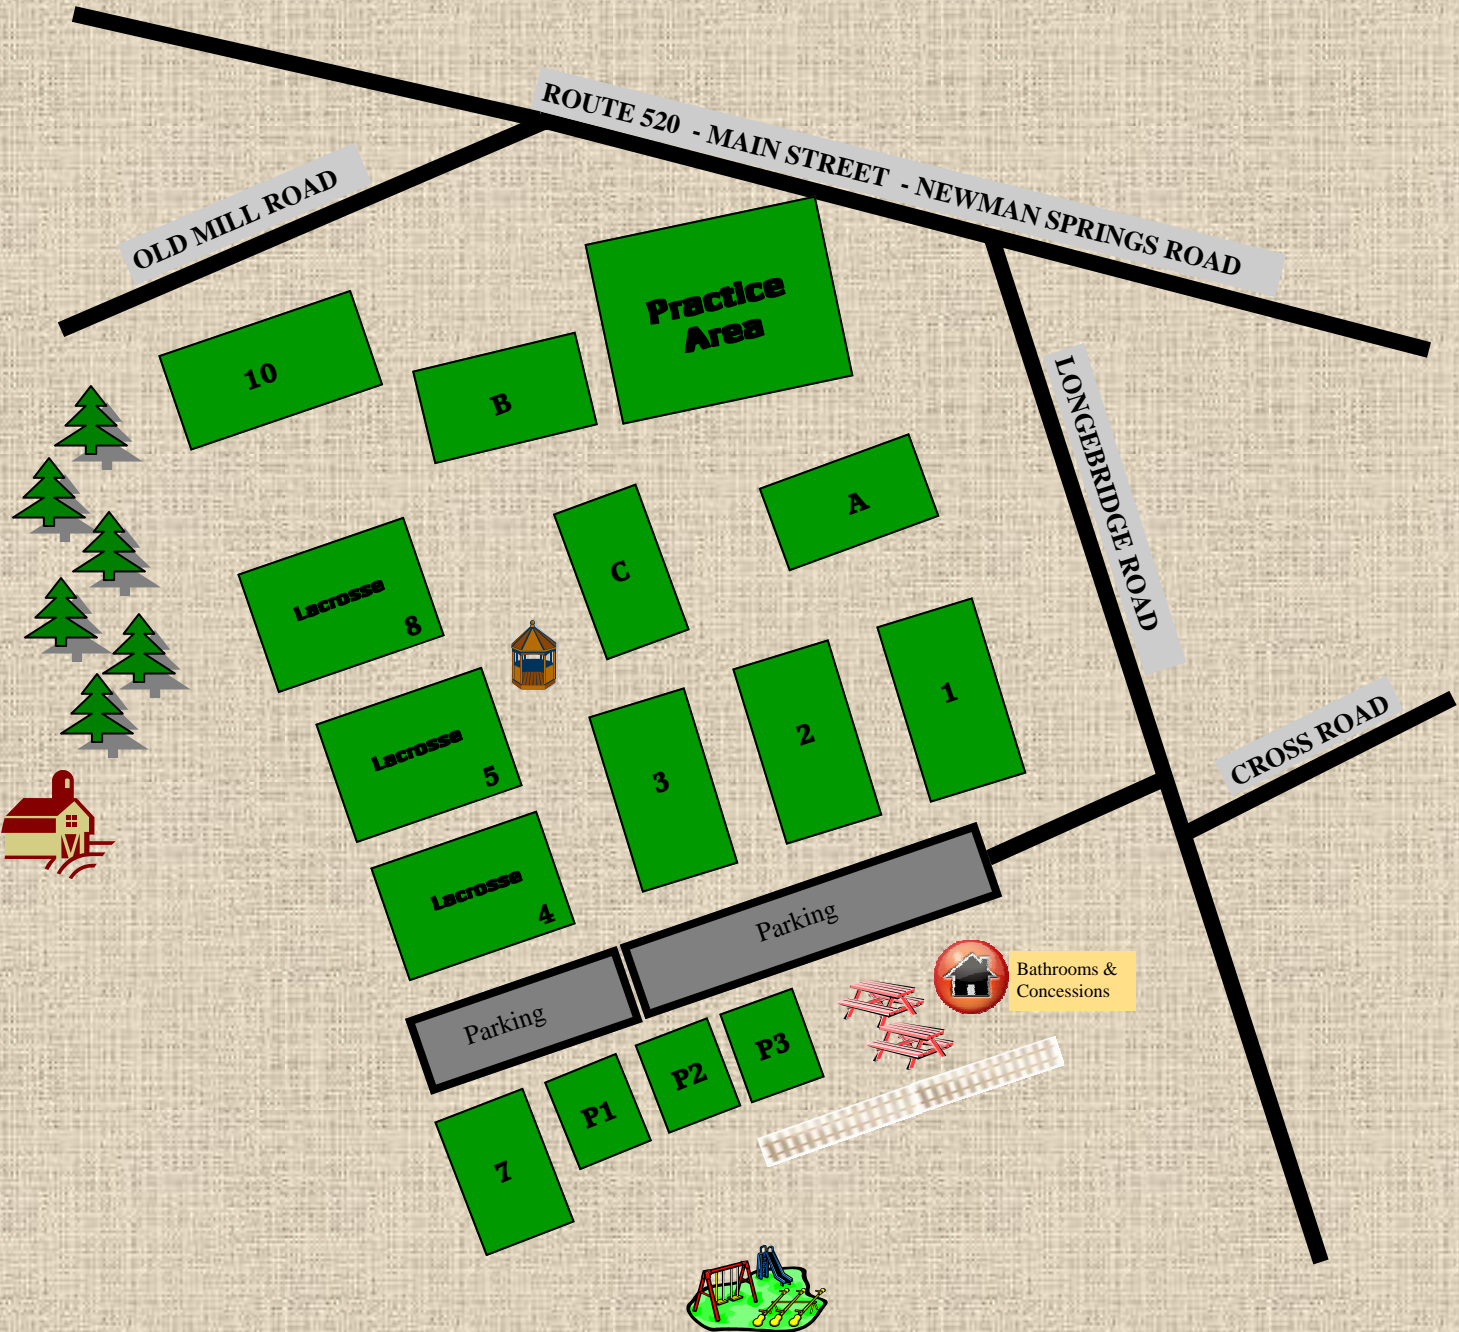 ROUTE 520 - MAIN STREET - NEWMAN SPRINGS ROAD
OLD MILL ROAD
Practice
Area
10
B
LONGEBRIDGE ROAD
A
C
Lacrosse
8
1
2
3
Lacrosse
5
CROSS ROAD
Lacrosse
4
Parking
Bathrooms &
Concessions
Parking
P3
P2
P1
7